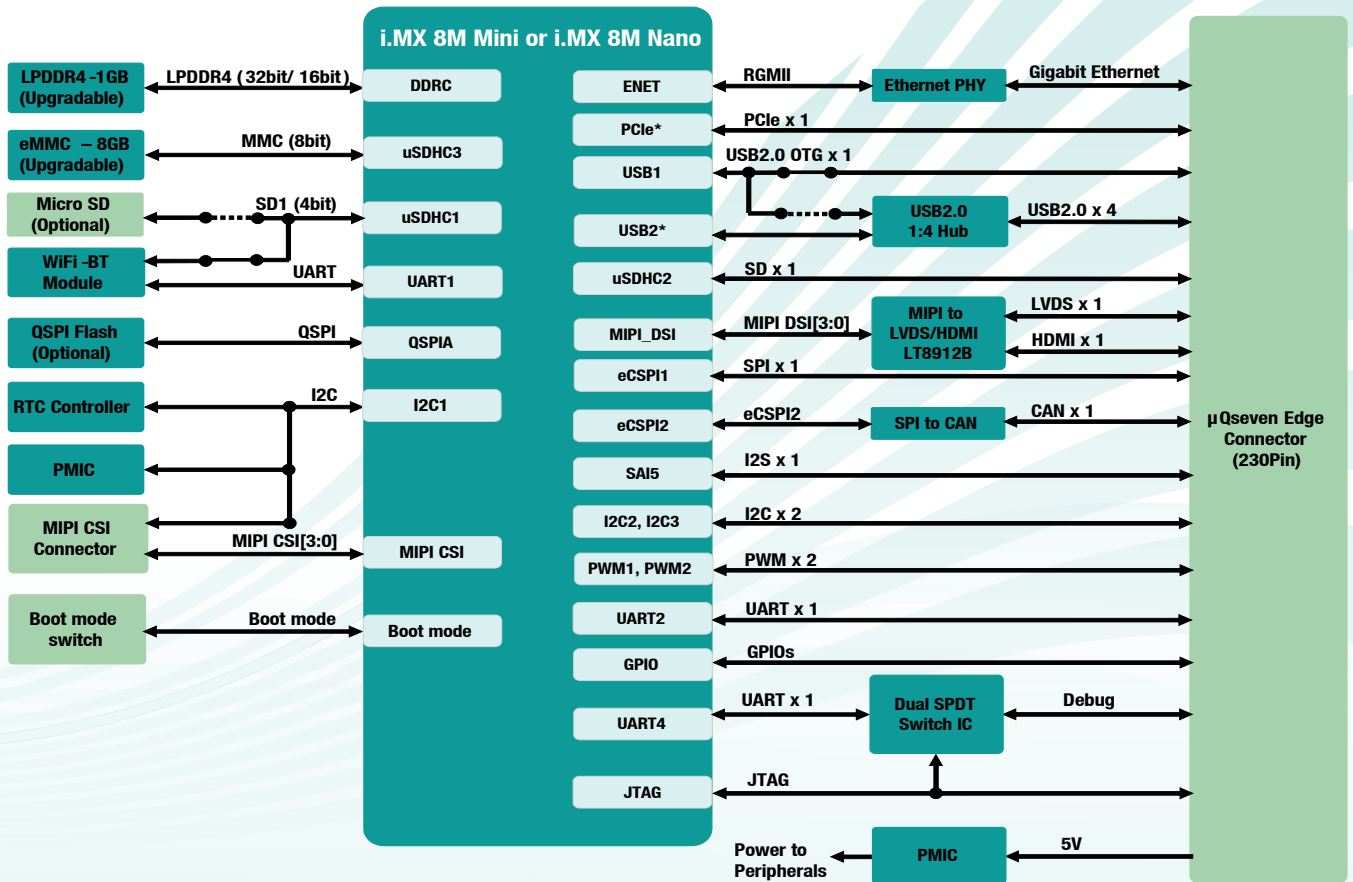 i.MX 8M Mini or i.MX 8M Nano
LPDDR4 -1GB
(Upgradable)
LPDDR4 (32bit/ 16bit)
DDRC
eMMC – 8GB
(Upgradable)
MMC (8bit)
uSDHC3
Micro SD
(Optional)
SD1 (4bit)
uSDHC1
WiFi -BT
Module
UART
UART1
QSPI Flash
(Optional)
QSPI
QSPIA
RTC Controller
I2C
I2C1
PMIC
MIPI CSI
Connector
MIPI CSI[3:0]
MIPI CSI
Boot mode
switch
Boot mode
Boot mode
ENET
RGMII
Ethernet PHY
Gigabit Ethernet
PCIe*
PCIe x 1
USB1
USB2.0 OTG x 1
USB2*
USB2.0
1:4 Hub
USB2.0 x 4
uSDHC2
SD x 1
MIPI_DSI
MIPI DSI[3:0]
MIPI to
LVDS/HDMI
LT8912B
LVDS x 1
HDMI x 1
eCSPI1
SPI x 1
eCSPI2
eCSPI2
SPI to CAN
CAN x 1
SAI5
I2S x 1
I2C2, I2C3
I2C x 2
PWM1, PWM2
PWM x 2
UART2
UART x 1
GPIO
GPIOs
UART4
UART x 1
Dual SPDT
Switch IC
Debug
JTAG
JTAG
Power to
Peripherals
PMIC
5V
µQseven Edge
Connector
(230Pin)